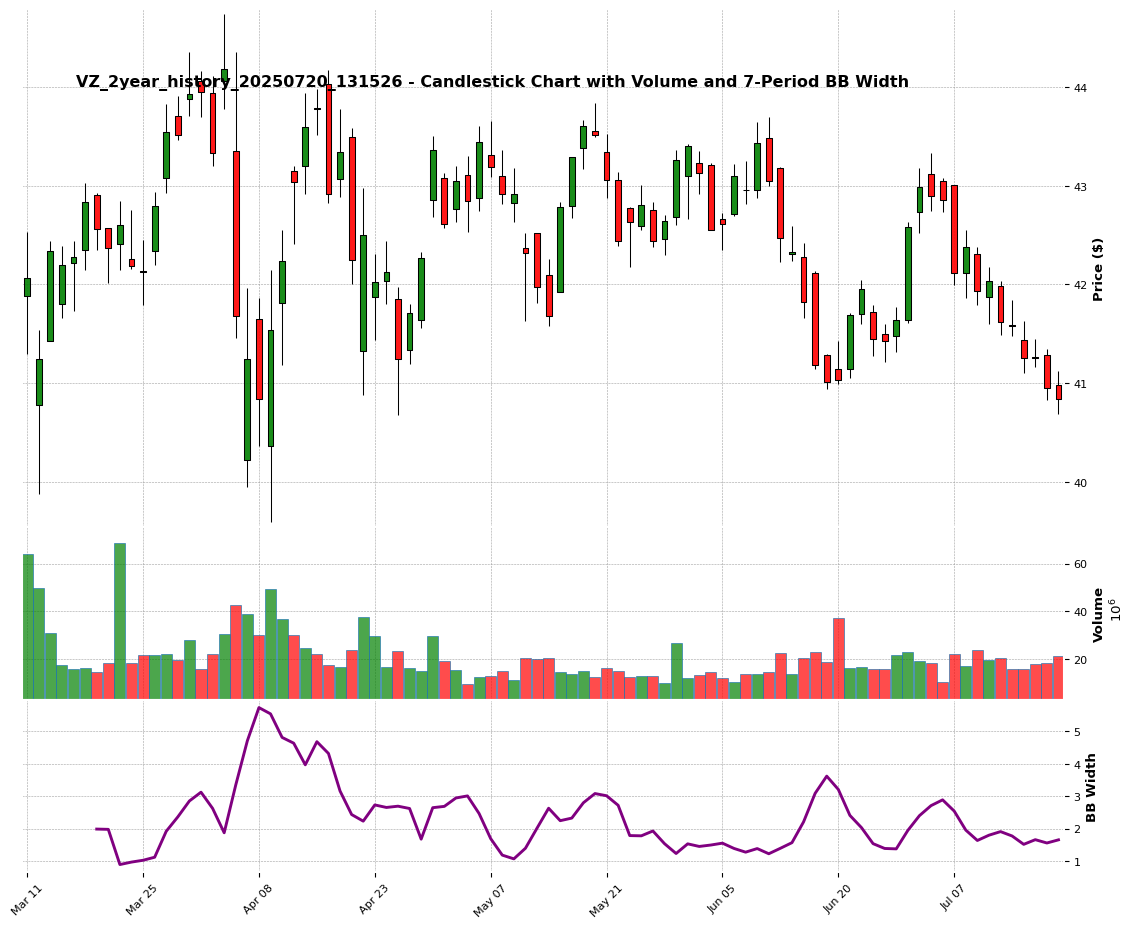 VZ_2year_history_20250720_131526 - Candlestick Chart with Volume and 7-Period BB Width
44
43
42
41
40
Price ($)
60
40
20
Volume
10^6
5
4
3
2
1
BB Width
Mar 11
Mar 25
Apr 08
Apr 23
May 07
May 21
Jun 05
Jun 20
Jul 07